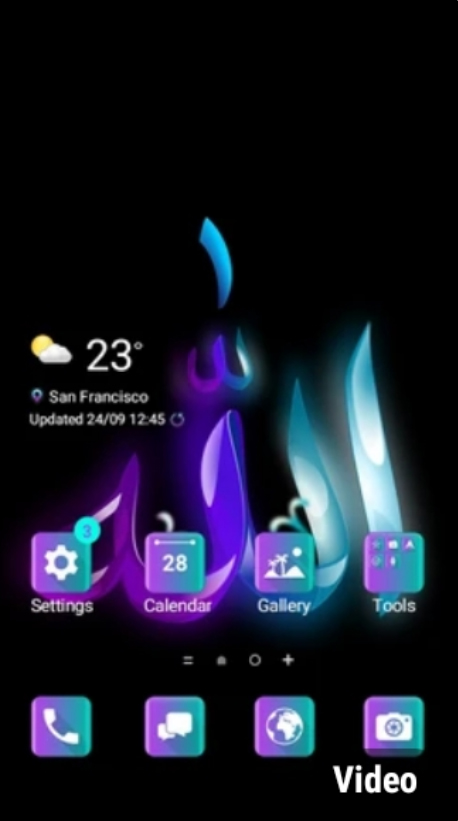 الله
23°
San Francisco
Updated 24/09 12:45
3
28
Settings Calendar Gallery Tools
Video